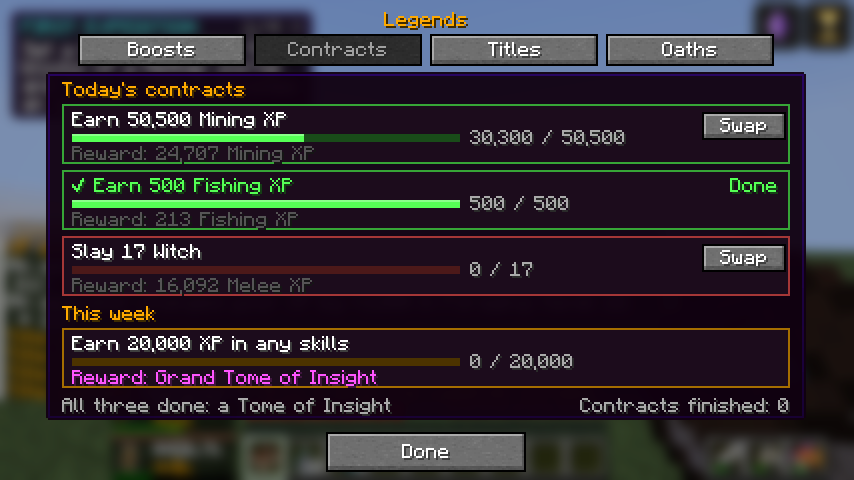 Legends
Boosts
Contracts
Titles
Oaths
Today's contracts
Earn 50,500 Mining XP
30,300 / 50,500
Swap
Reward: 24,707 Mining XP
✓ Earn 500 Fishing XP
500 / 500
Done
Reward: 213 Fishing XP
Slay 17 Witch
0 / 17
Swap
Reward: 16,092 Melee XP
This week
Earn 20,000 XP in any skills
0 / 20,000
Reward: Grand Tome of Insight
All three done: a Tome of Insight
Contracts finished: 0
Done